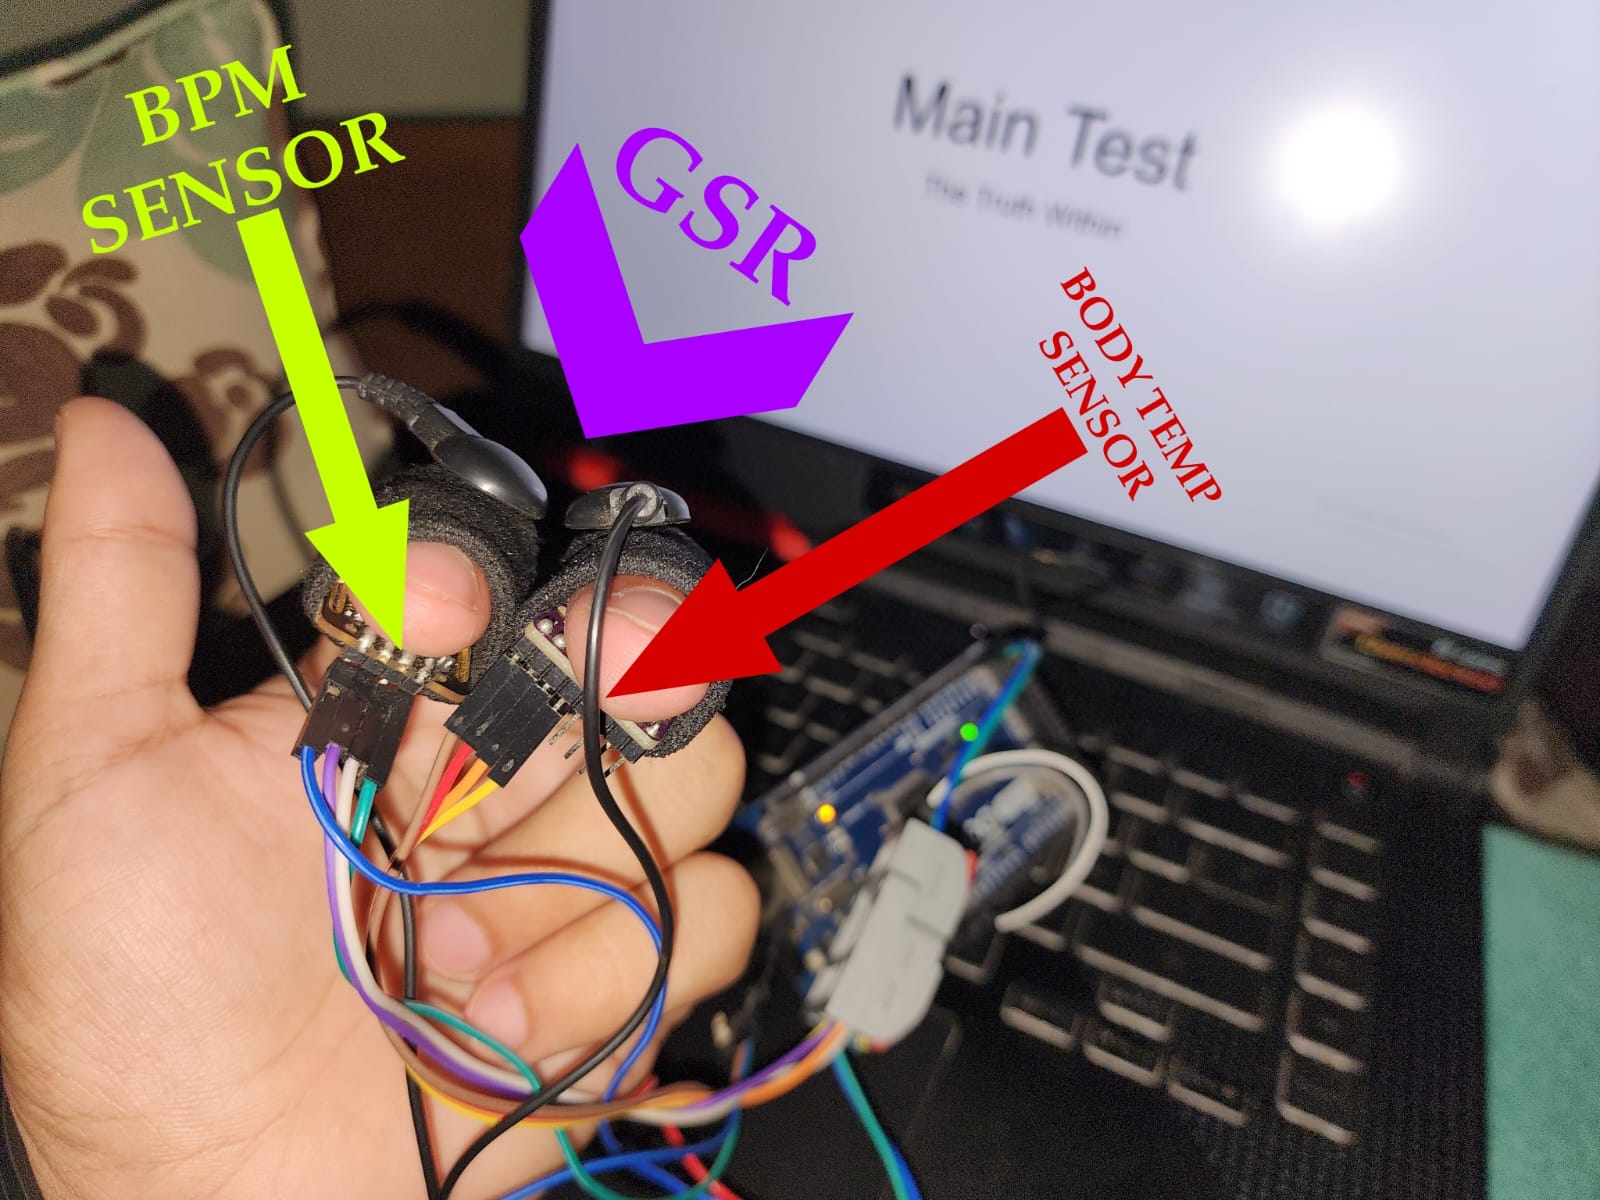 BPM
SENSOR
GSR
Main Test
The Truth Within
BODY TEMP
SENSOR